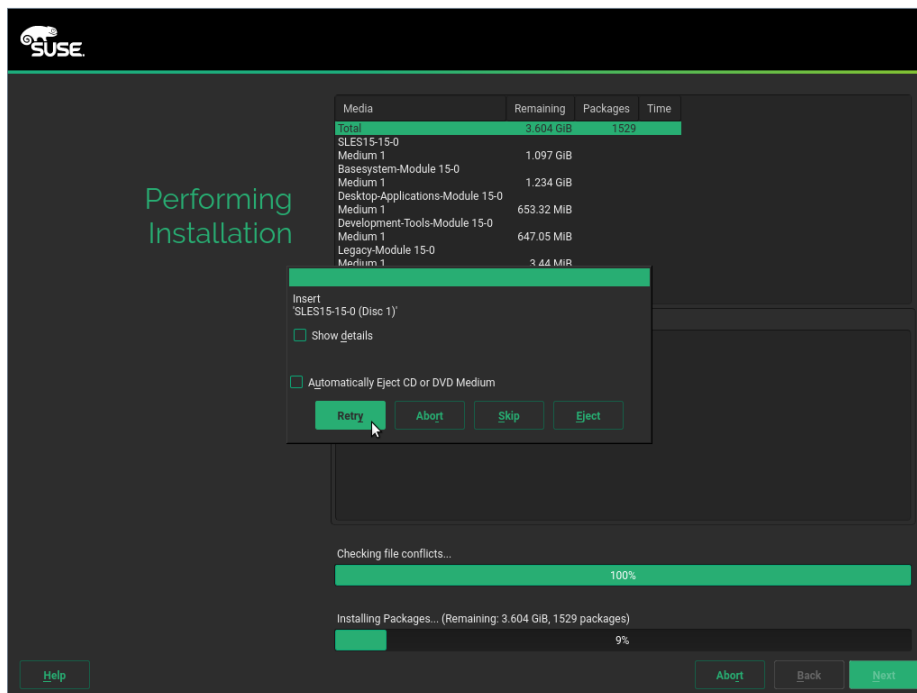 SUSE.
Performing
Installation
Media Remaining Packages Time
Total 3.604 GiB 1529
SLES15-15-0
Medium 1 1.097 GiB
Basesystem-Module 15-0
Medium 1 1.234 GiB
Desktop-Applications-Module 15-0
Medium 1 653.32 MiB
Development-Tools-Module 15-0
Medium 1 647.05 MiB
Legacy-Module 15-0
Medium 1 3.44 MiB
Insert
'SLES15-15-0 (Disc 1)'
Show details
Automatically Eject CD or DVD Medium
Retry Abort Skip Eject
Checking file conflicts...
100%
Installing Packages... (Remaining: 3.604 GiB, 1529 packages)
9%
Help Abort Back Next